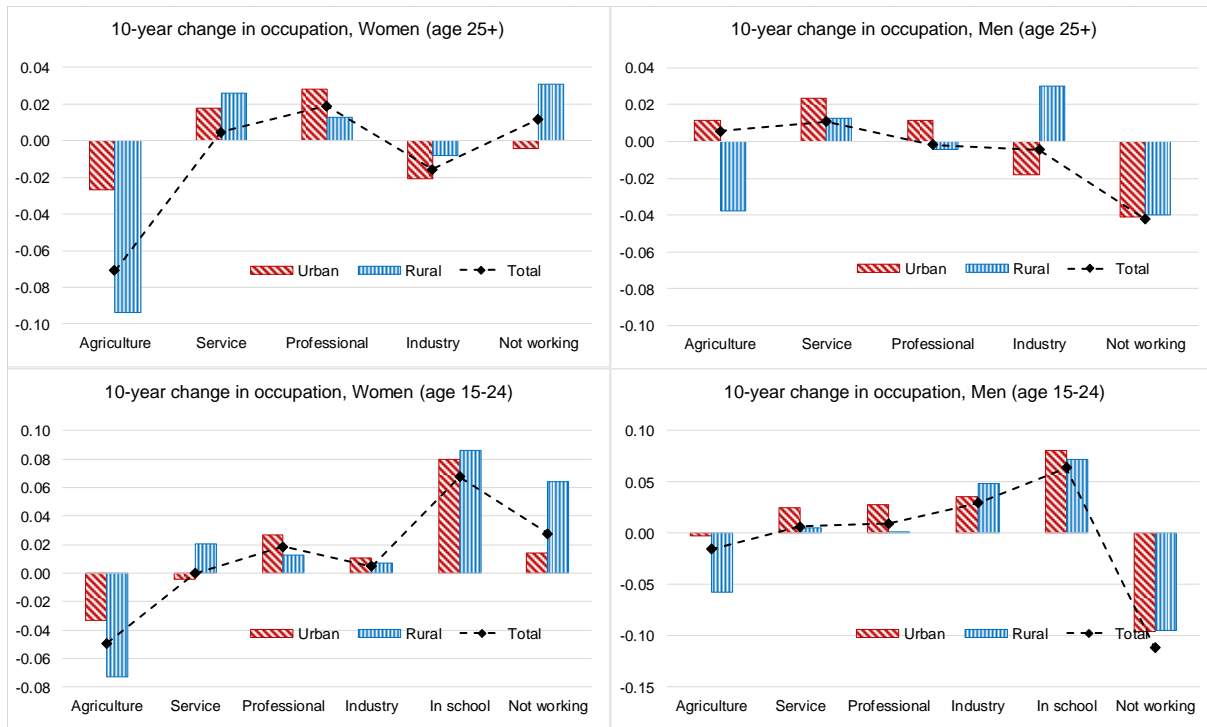 10-year change in occupation, Women (age 25+)
0.04
0.02
0.00
-0.02
-0.04
-0.06
-0.08
-0.10
Urban Rural Total
Agriculture Service Professional Industry Not working
10-year change in occupation, Men (age 25+)
0.04
0.02
0.00
-0.02
-0.04
-0.06
-0.08
-0.10
Urban Rural Total
Agriculture Service Professional Industry Not working
10-year change in occupation, Women (age 15-24)
0.10
0.08
0.06
0.04
0.02
0.00
-0.02
-0.04
-0.06
-0.08
Urban Rural Total
Agriculture Service Professional Industry In school Not working
10-year change in occupation, Men (age 15-24)
0.10
0.05
0.00
-0.05
-0.10
-0.15
Urban Rural Total
Agriculture Service Professional Industry In school Not working